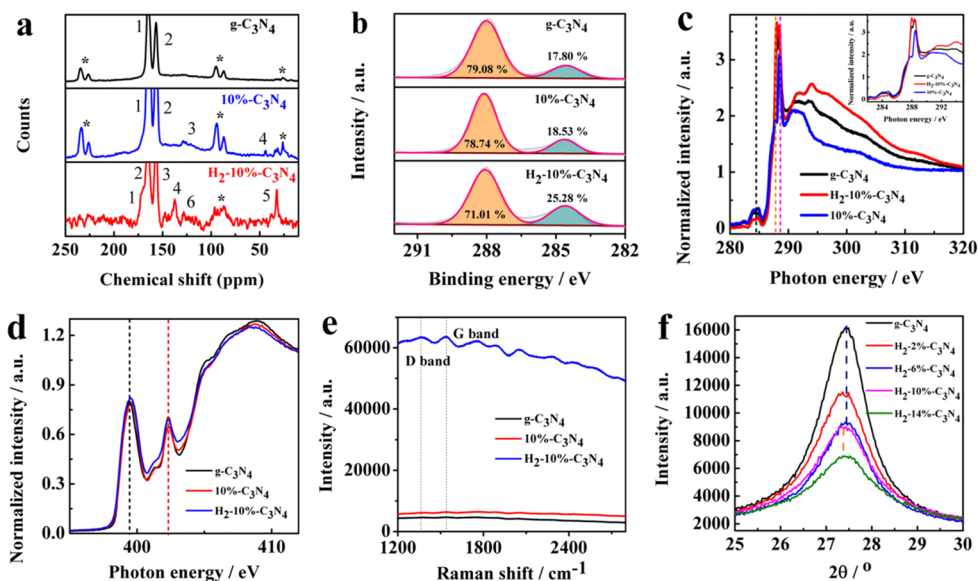 a
g-C3N4
1
2
*
*
*
10%-C3N4
1
2
*
*
3
4
*
H2-10%-C3N4
2
3
1
4
6
*
5
250
200
150
100
50
Counts
Chemical shift (ppm)
b
g-C3N4
79.08 %
17.80 %
10%-C3N4
78.74 %
18.53 %
H2-10%-C3N4
71.01 %
25.28 %
291
288
285
282
Intensity / a.u.
Binding energy / eV
c
4
3
2
1
0
280
290
300
310
320
Normalized intensity / a.u.
Photon energy / eV
g-C3N4
H2-10%-C3N4
10%-C3N4
Normalized intensity / a.u.
4
3
2
1
0
284
288
292
Photon energy / eV
g-C3N4
H2-10%-C3N4
10%-C3N4
d
1.2
0.9
0.6
0.3
0.0
400
410
Normalized intensity / a.u.
Photon energy / eV
g-C3N4
10%-C3N4
H2-10%-C3N4
e
G band
D band
60000
40000
20000
0
1200
1800
2400
Intensity / a.u.
Raman shift / cm-1
g-C3N4
10%-C3N4
H2-10%-C3N4
f
16000
14000
12000
10000
8000
6000
4000
2000
25
26
27
28
29
30
Intensity / a.u.
2θ / °
g-C3N4
H2-2%-C3N4
H2-6%-C3N4
H2-10%-C3N4
H2-14%-C3N4